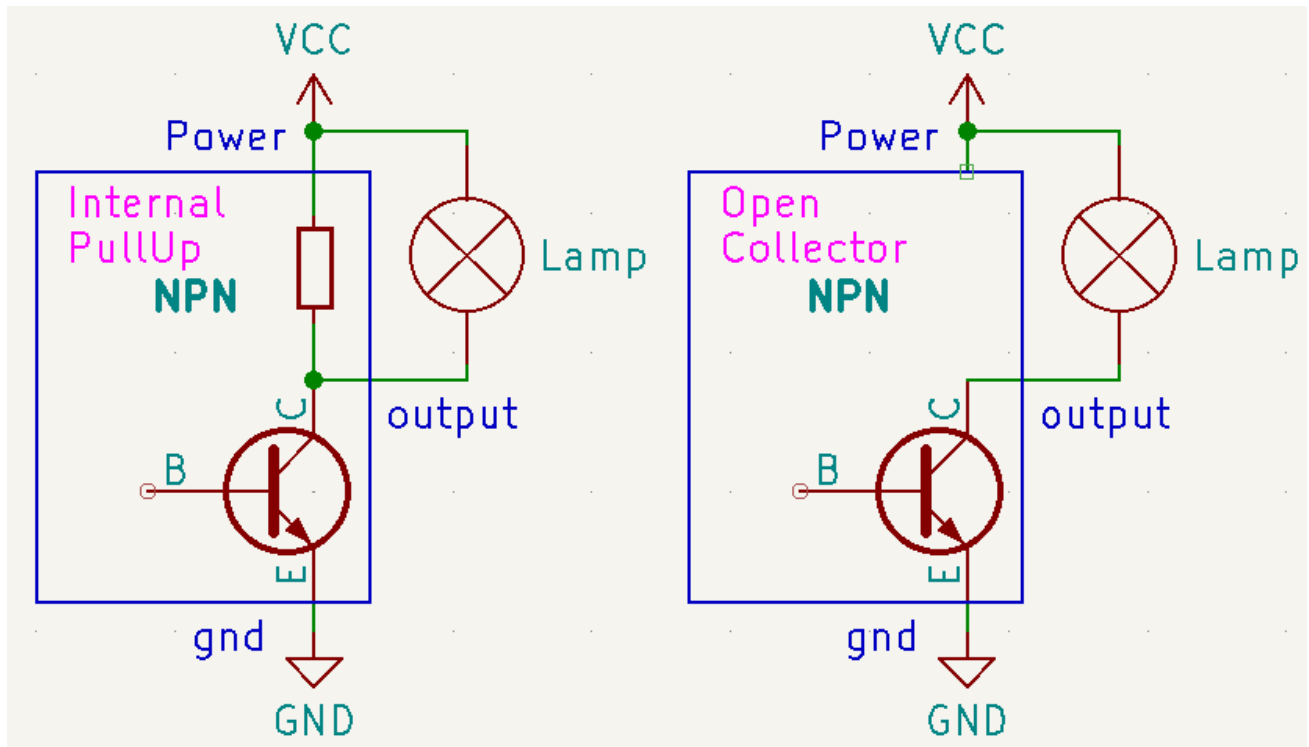 VCC
Power
Internal
PullUp
NPN
Lamp
C
output
B
E
gnd
GND
VCC
Power
Open
Collector
NPN
Lamp
C
output
B
E
gnd
GND